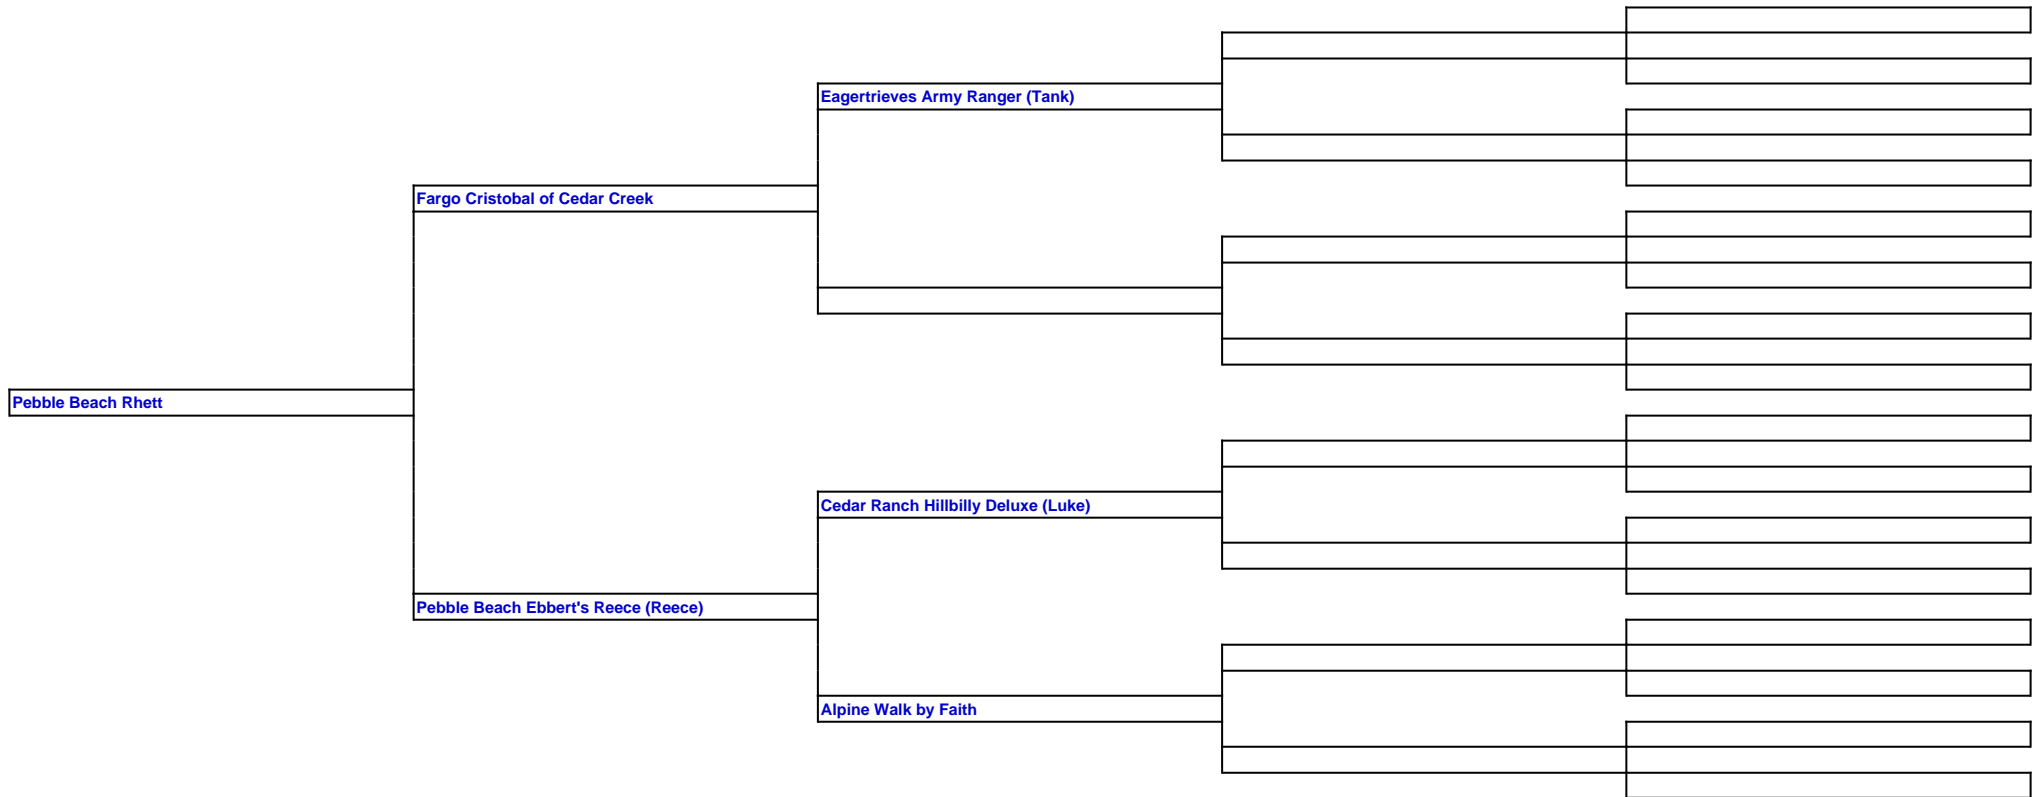 Eagertrieves Army Ranger (Tank)
Fargo Cristobal of Cedar Creek
Pebble Beach Rhett
Cedar Ranch Hillbilly Deluxe (Luke)
Pebble Beach Ebbert's Reece (Reece)
Alpine Walk by Faith